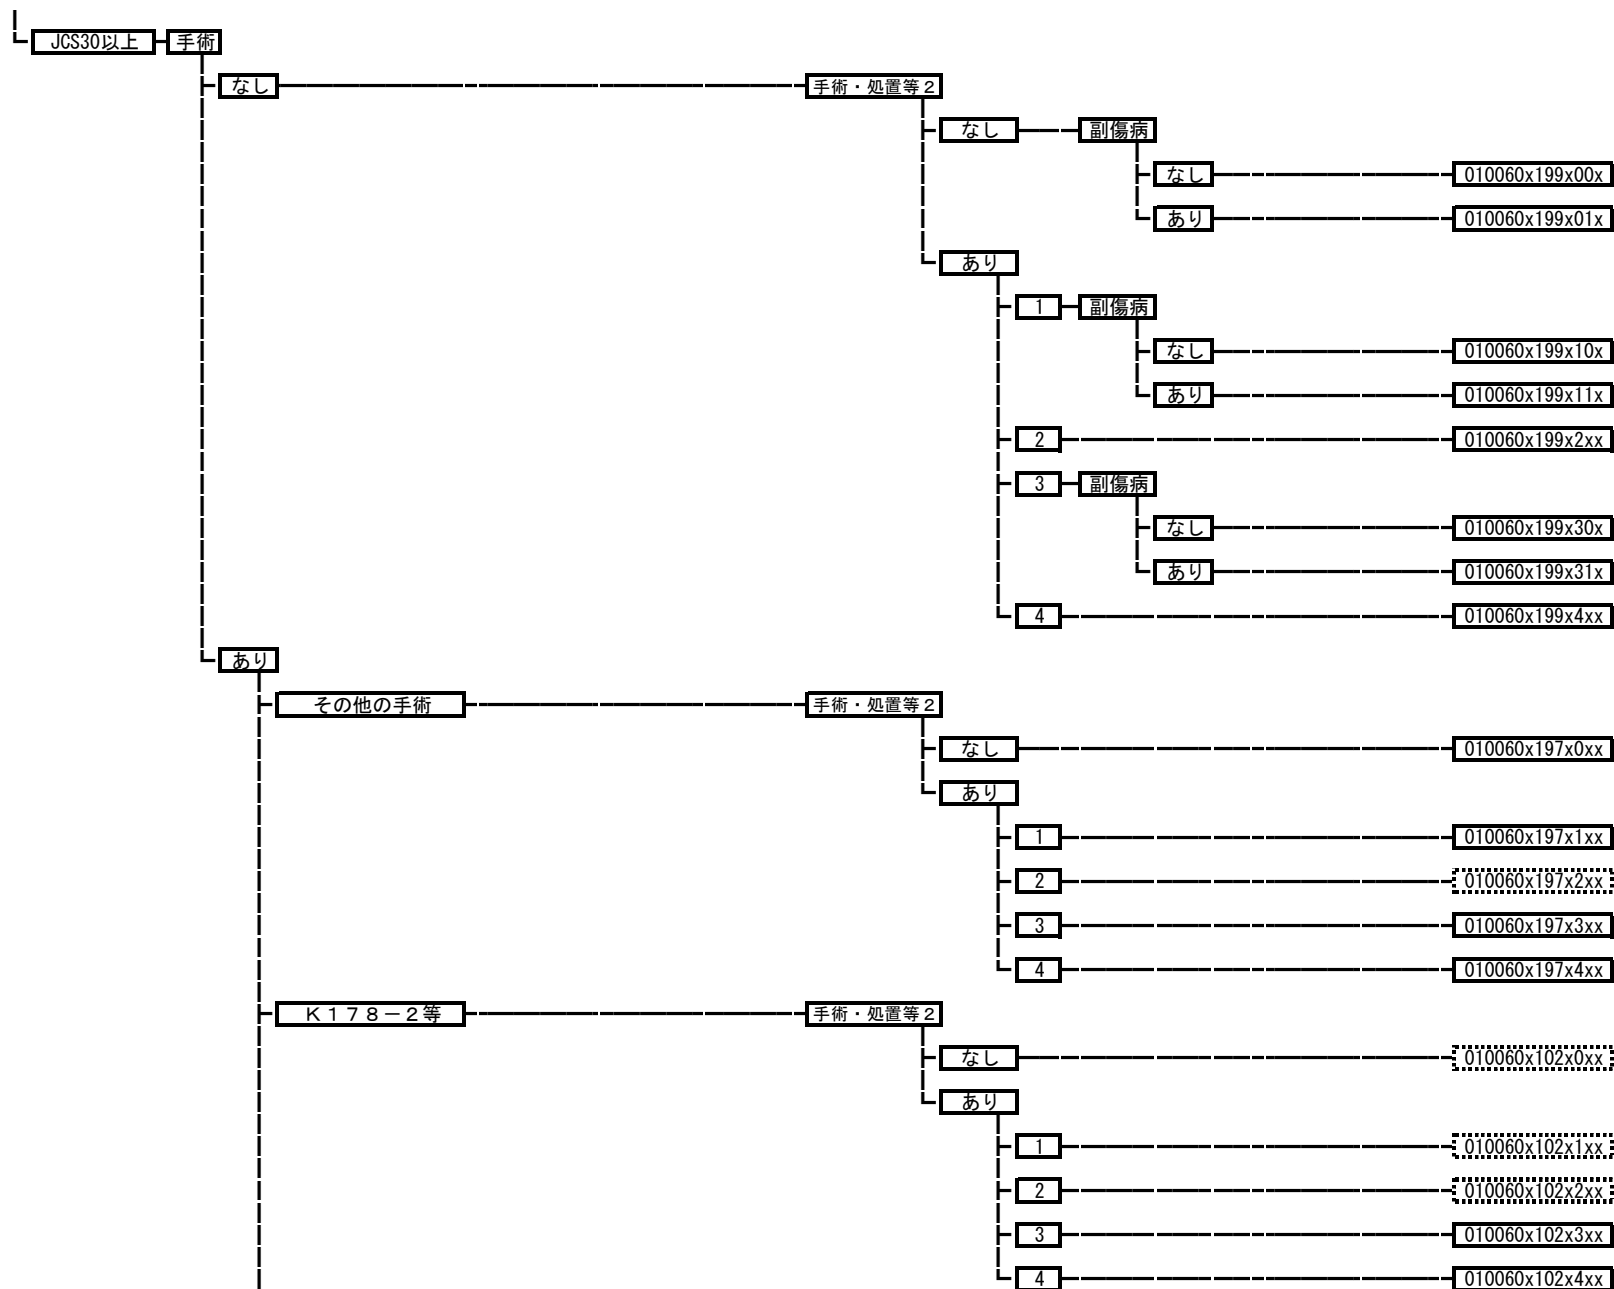 JCS30以上 手術
なし 手術・処置等２
なし 副傷病
なし 010060x199x00x
あり 010060x199x01x
あり
1 副傷病
なし 010060x199x10x
あり 010060x199x11x
2 010060x199x2xx
3 副傷病
なし 010060x199x30x
あり 010060x199x31x
4 010060x199x4xx
あり
その他の手術 手術・処置等２
なし 010060x197x0xx
あり
1 010060x197x1xx
2 010060x197x2xx
3 010060x197x3xx
4 010060x197x4xx
Ｋ１７８－２等 手術・処置等２
なし 010060x102x0xx
あり
1 010060x102x1xx
2 010060x102x2xx
3 010060x102x3xx
4 010060x102x4xx